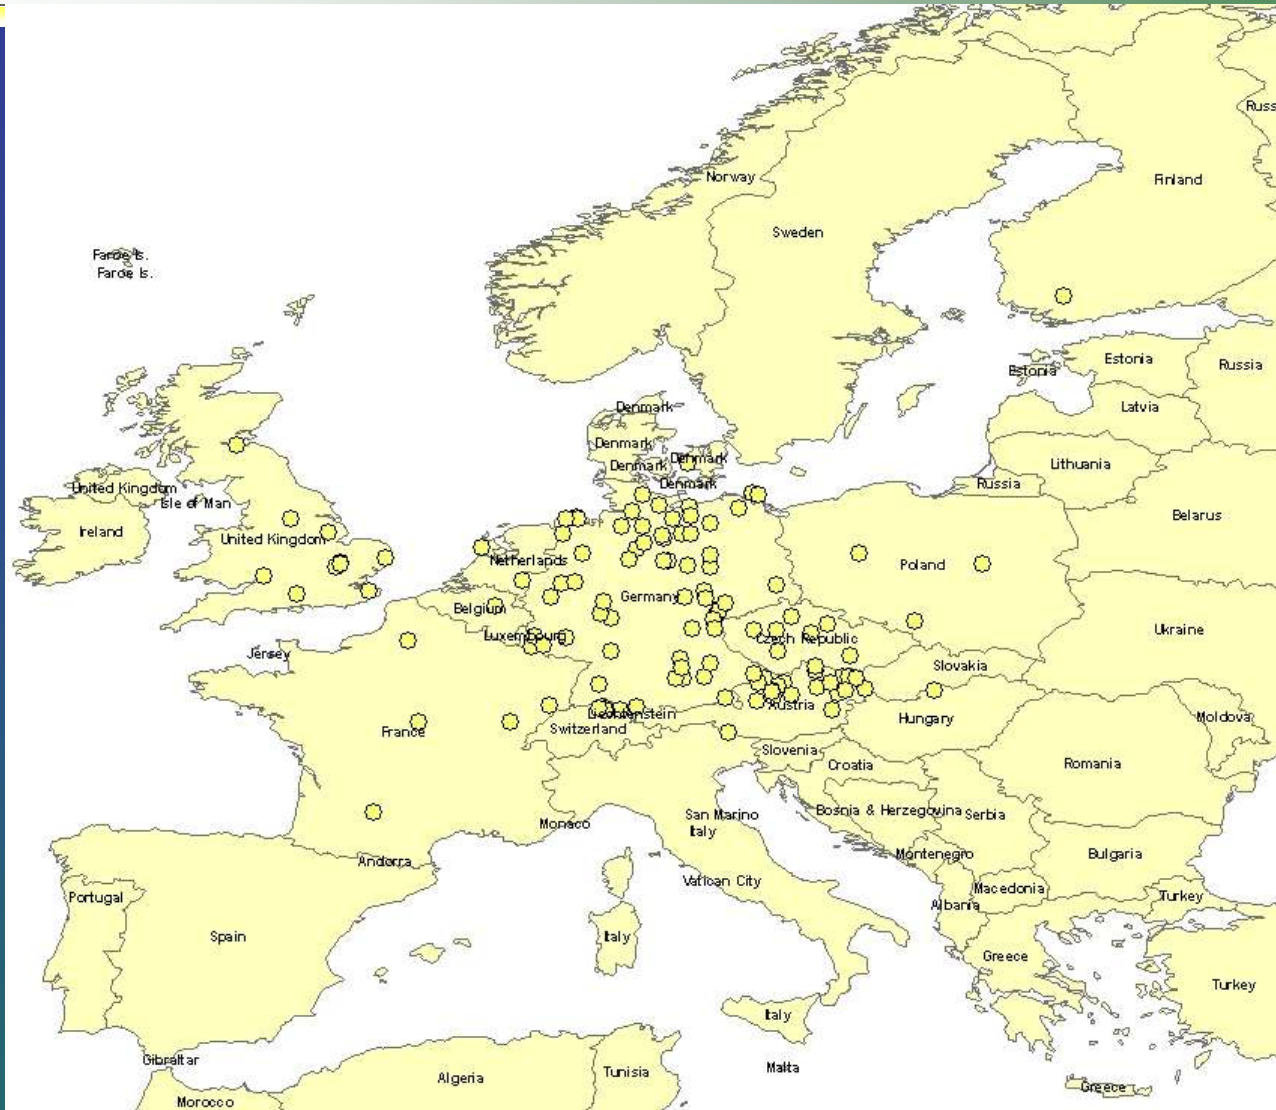 Russ
Norway
Finland
Sweden
Faroe Is.
Faroe Is.
Estonia
Russia
Estonia
Denmark
Latvia
Denmark
Denmark
Denmark
Lithuania
United Kingdom
Denmark
Russia
Isle of Man
Belarus
Ireland
United Kingdom
Netherlands
Poland
Germany
Belgium
Ukraine
Luxembourg
Czech Republic
Jersey
Slovakia
Austria
Liechtenstein
Hungary
Moldova
France
Switzerland
Slovenia
Croatia
Romania
Bosnia & Herzegovina
Serbia
San Marino
Monaco
Italy
Montenegro
Bulgaria
Andorra
Vatican City
Macedonia
Portugal
Turkey
Albania
Spain
Italy
Greece
Turkey
Italy
Gibraltar
Malta
Tunisia
Algeria
Greece
Morocco